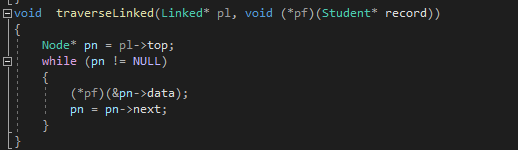 void  traverseLinked(Linked* pl, void (*pf)(Student* record))
{
    Node* pn = pl->top;
    while (pn != NULL)
    {
        (*pf)(&pn->data);
        pn = pn->next;
    }
}